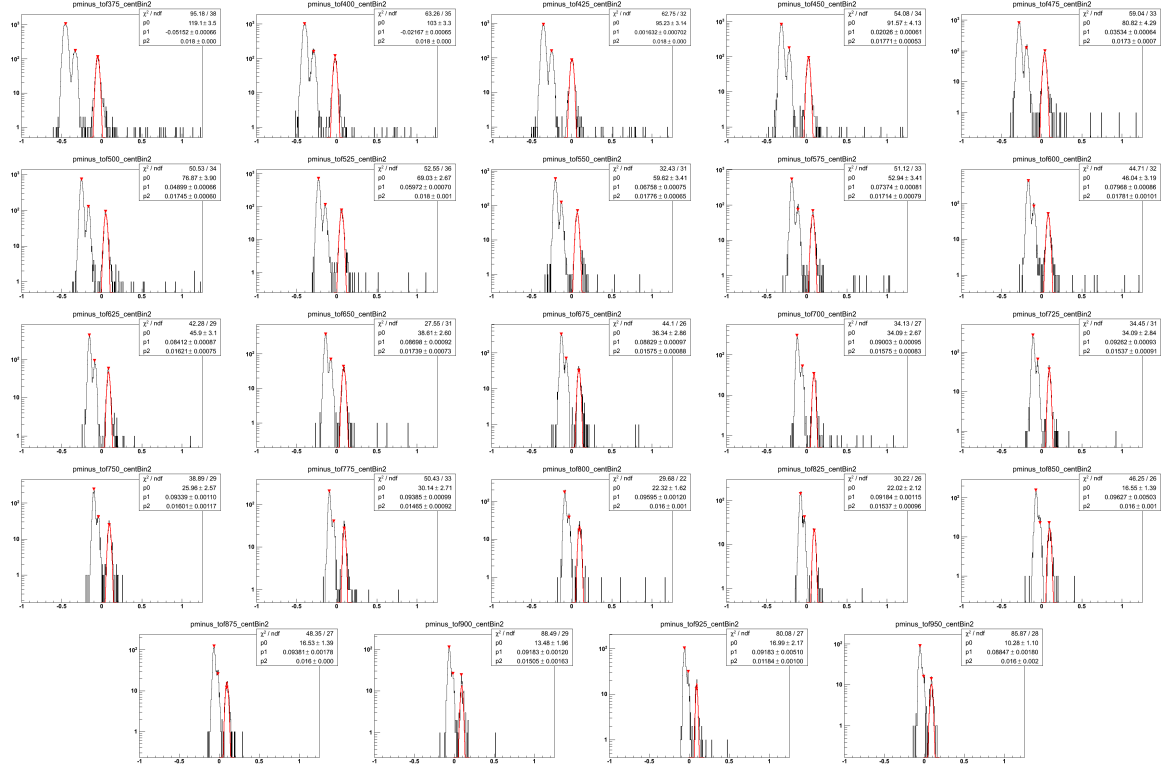 pminus_tof375_centBin2
χ² / ndf 95.18 / 38
p0 119.1 ± 3.5
p1 -0.05152 ± 0.00066
p2 0.018 ± 0.000
pminus_tof400_centBin2
χ² / ndf 63.26 / 35
p0 103 ± 3.3
p1 -0.02167 ± 0.00065
p2 0.018 ± 0.000
pminus_tof425_centBin2
χ² / ndf 62.75 / 32
p0 95.23 ± 3.14
p1 0.001632 ± 0.000702
p2 0.018 ± 0.000
pminus_tof450_centBin2
χ² / ndf 54.08 / 34
p0 91.57 ± 4.13
p1 0.02026 ± 0.00061
p2 0.01771 ± 0.00053
pminus_tof475_centBin2
χ² / ndf 59.04 / 33
p0 80.82 ± 4.29
p1 0.03534 ± 0.00064
p2 0.0173 ± 0.0007
pminus_tof500_centBin2
χ² / ndf 50.53 / 34
p0 76.87 ± 3.90
p1 0.04899 ± 0.00066
p2 0.01745 ± 0.00060
pminus_tof525_centBin2
χ² / ndf 52.55 / 36
p0 69.03 ± 2.67
p1 0.05972 ± 0.00070
p2 0.018 ± 0.001
pminus_tof550_centBin2
χ² / ndf 32.43 / 31
p0 59.62 ± 3.41
p1 0.06758 ± 0.00075
p2 0.01776 ± 0.00065
pminus_tof575_centBin2
χ² / ndf 51.12 / 33
p0 52.94 ± 3.41
p1 0.07374 ± 0.00081
p2 0.01714 ± 0.00079
pminus_tof600_centBin2
χ² / ndf 44.71 / 32
p0 46.04 ± 3.19
p1 0.07968 ± 0.00086
p2 0.01781 ± 0.00101
pminus_tof625_centBin2
χ² / ndf 42.28 / 29
p0 45.9 ± 3.1
p1 0.08412 ± 0.00087
p2 0.01621 ± 0.00075
pminus_tof650_centBin2
χ² / ndf 27.55 / 31
p0 38.61 ± 2.60
p1 0.08698 ± 0.00092
p2 0.01739 ± 0.00073
pminus_tof675_centBin2
χ² / ndf 44.1 / 26
p0 36.34 ± 2.86
p1 0.08829 ± 0.00097
p2 0.01575 ± 0.00088
pminus_tof700_centBin2
χ² / ndf 34.13 / 27
p0 34.09 ± 2.67
p1 0.09003 ± 0.00095
p2 0.01575 ± 0.00083
pminus_tof725_centBin2
χ² / ndf 34.45 / 31
p0 34.09 ± 2.84
p1 0.09262 ± 0.00093
p2 0.01537 ± 0.00091
pminus_tof750_centBin2
χ² / ndf 38.89 / 29
p0 25.96 ± 2.57
p1 0.09339 ± 0.00110
p2 0.01601 ± 0.00117
pminus_tof775_centBin2
χ² / ndf 50.43 / 33
p0 30.14 ± 2.71
p1 0.09385 ± 0.00099
p2 0.01465 ± 0.00092
pminus_tof800_centBin2
χ² / ndf 29.68 / 22
p0 22.32 ± 1.62
p1 0.09595 ± 0.00120
p2 0.016 ± 0.001
pminus_tof825_centBin2
χ² / ndf 30.22 / 26
p0 22.02 ± 2.12
p1 0.09184 ± 0.00115
p2 0.01537 ± 0.00096
pminus_tof850_centBin2
χ² / ndf 46.25 / 26
p0 16.55 ± 1.39
p1 0.09627 ± 0.00503
p2 0.016 ± 0.001
pminus_tof875_centBin2
χ² / ndf 48.35 / 27
p0 16.53 ± 1.39
p1 0.09381 ± 0.00178
p2 0.016 ± 0.000
pminus_tof900_centBin2
χ² / ndf 88.49 / 29
p0 13.48 ± 1.96
p1 0.09183 ± 0.00120
p2 0.01505 ± 0.00163
pminus_tof925_centBin2
χ² / ndf 80.08 / 27
p0 16.99 ± 2.17
p1 0.09183 ± 0.00510
p2 0.01184 ± 0.00100
pminus_tof950_centBin2
χ² / ndf 85.87 / 28
p0 10.28 ± 1.10
p1 0.08847 ± 0.00180
p2 0.016 ± 0.002